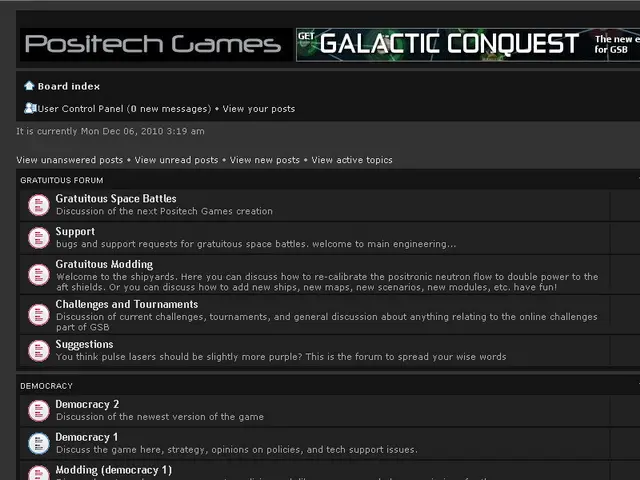 Positech Games
GET GALACTIC CONQUEST The new e
for GSB
Board index
User Control Panel (0 new messages) • View your posts
It is currently Mon Dec 06, 2010 3:19 am
View unanswered posts • View unread posts • View new posts • View active topics
GRATUITOUS FORUM
Gratuitous Space Battles
Discussion of the next Positech Games creation
Support
bugs and support requests for gratuitous space battles. welcome to main engineering...
Gratuitous Modding
Welcome to the shipyards. Here you can discuss how to re-calibrate the positronic neutron flow to double power to the
aft shields. Or you can discuss how to add new ships, new maps, new scenarios, new modules, etc. have fun!
Challenges and Tournaments
Discussion of current challenges, tournaments, and general discussion about anything relating to the online challenges
part of GSB
Suggestions
You think pulse lasers should be slightly more purple? This is the forum to spread your wise words
DEMOCRACY
Democracy 2
Discussion of the newest version of the game
Democracy 1
Discuss the game here, strategy, opinions on policies, and tech support issues.
Modding (democracy 1)